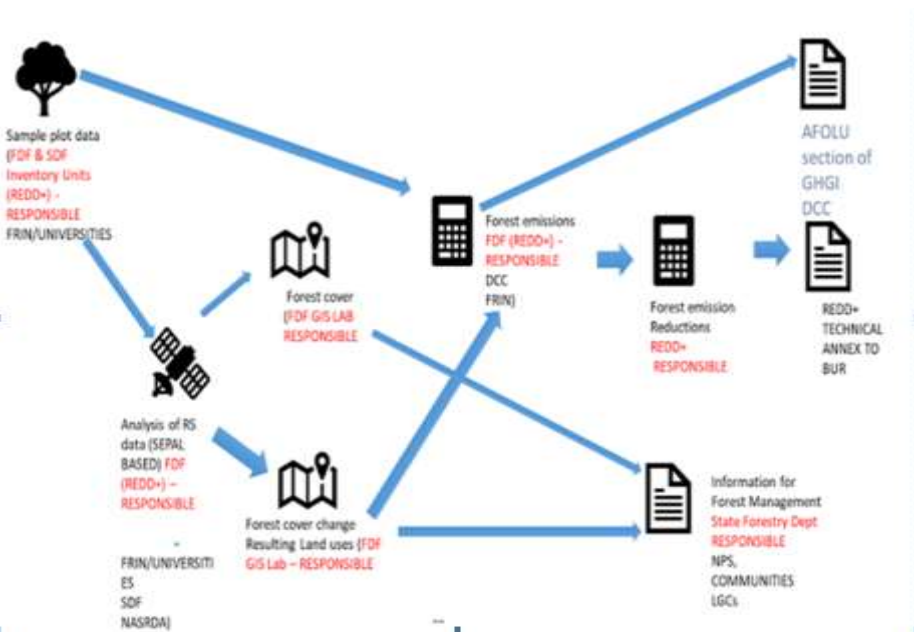 Sample plot data
(FDF & SDF
Inventory Units
(REDD+) -
RESPONSIBLE
FRIN/UNIVERSITIES
Forest cover
(FDF GIS LAB
RESPONSIBLE
Analysis of RS
data (SEPAL
BASED) FDF
(REDD+) –
RESPONSIBLE
-
FRIN/UNIVERSITI
ES
SDF
NASRDA)
Forest cover change
Resulting Land uses (FDF
GIS Lab – RESPONSIBLE
Forest emissions
FDF (REDD+) –
RESPONSIBLE
DCC
FRIN)
Forest emission
Reductions
REDD+
RESPONSIBLE
AFOLU
section of
GHGI
DCC
REDD+
TECHNICAL
ANNEX TO
BUR
Information for
Forest Management
State Forestry Dept
RESPONSIBLE
NPS,
COMMUNITIES
LGCs